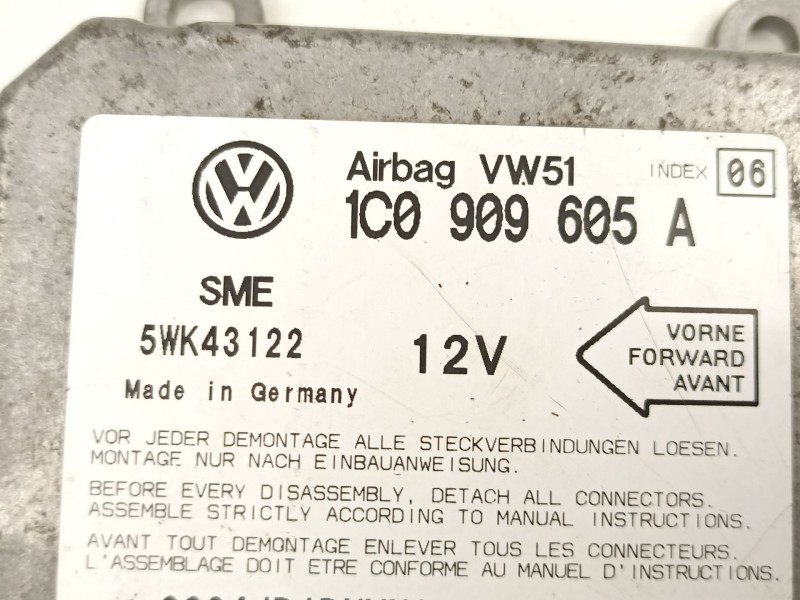 Airbag VW51 INDEX 06
1C0 909 605 A
SME
5WK43122 12V
Made in Germany
VORNE
FORWARD
AVANT
VOR JEDER DEMONTAGE ALLE STECKVERBINDUNGEN LOESEN.
MONTAGE NUR NACH EINBAUANWEISUNG.
BEFORE EVERY DISASSEMBLY, DETACH ALL CONNECTORS.
ASSEMBLE STRICTLY ACCORDING TO MANUAL INSTRUCTIONS.
AVANT TOUT DEMONTAGE ENLEVER TOUS LES CONNECTEURS.
L'ASSEMBLAGE DOIT ETRE CONFORME AU MANUEL D'INSTRUCTIONS.